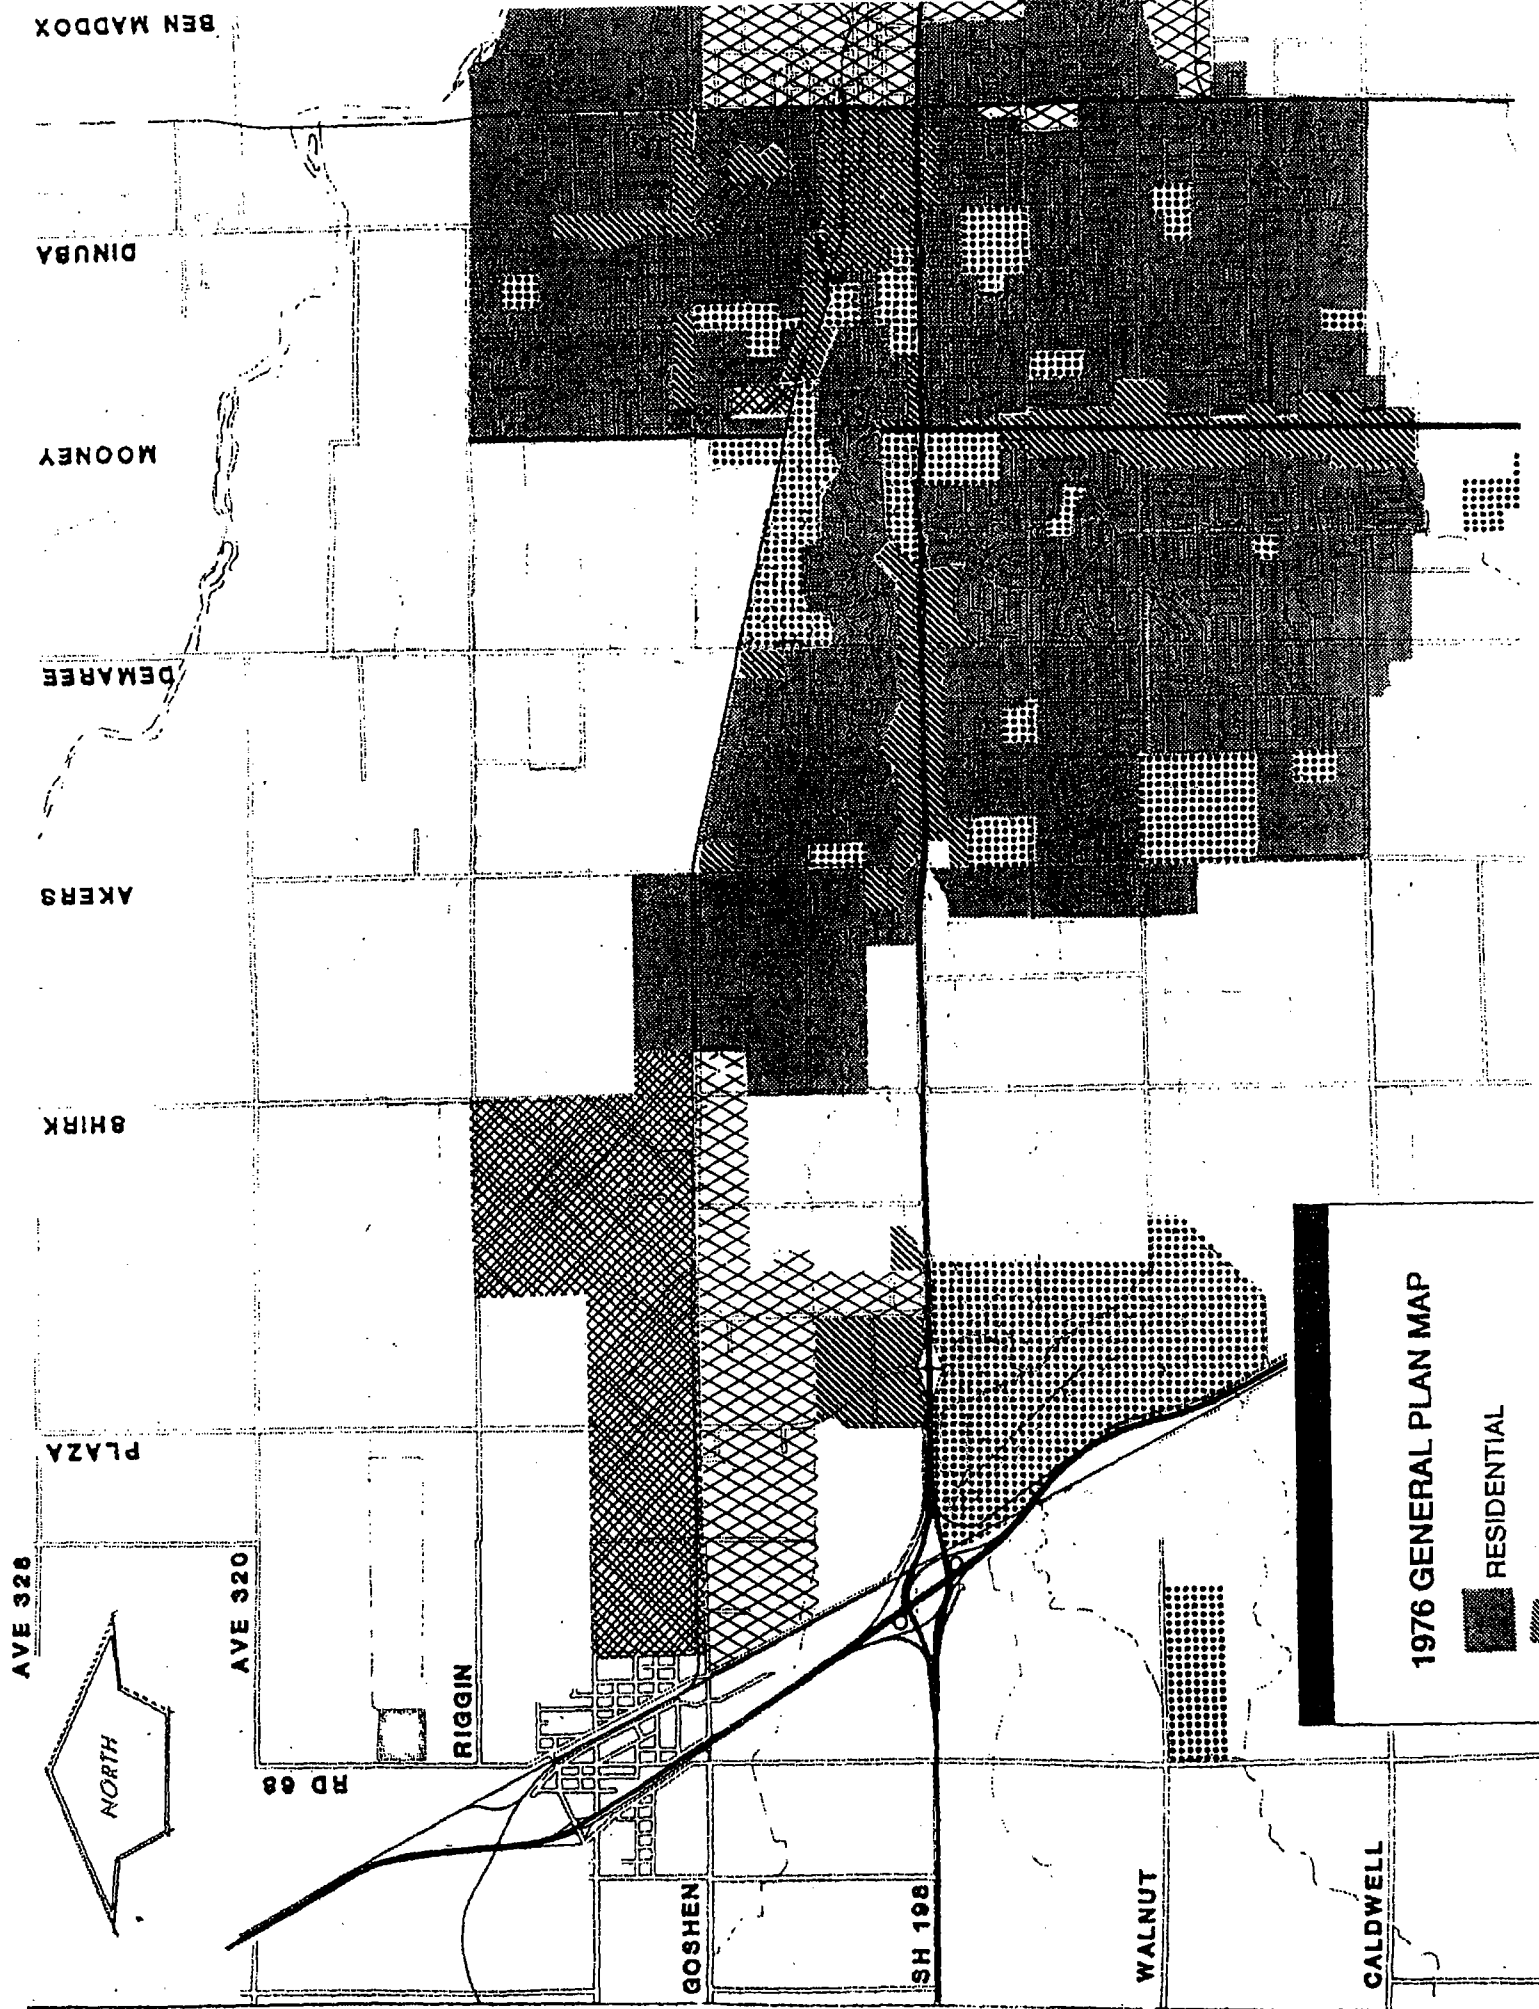 BEN MADDOX
DINUBA
MOONEY
DEMAREE
AKERS
SHIRK
PLAZA
AVE 328
AVE 320
RIGGIN
RD 68
NORTH
GOSHEN
SH 198
WALNUT
CALDWELL
1976 GENERAL PLAN MAP
RESIDENTIAL